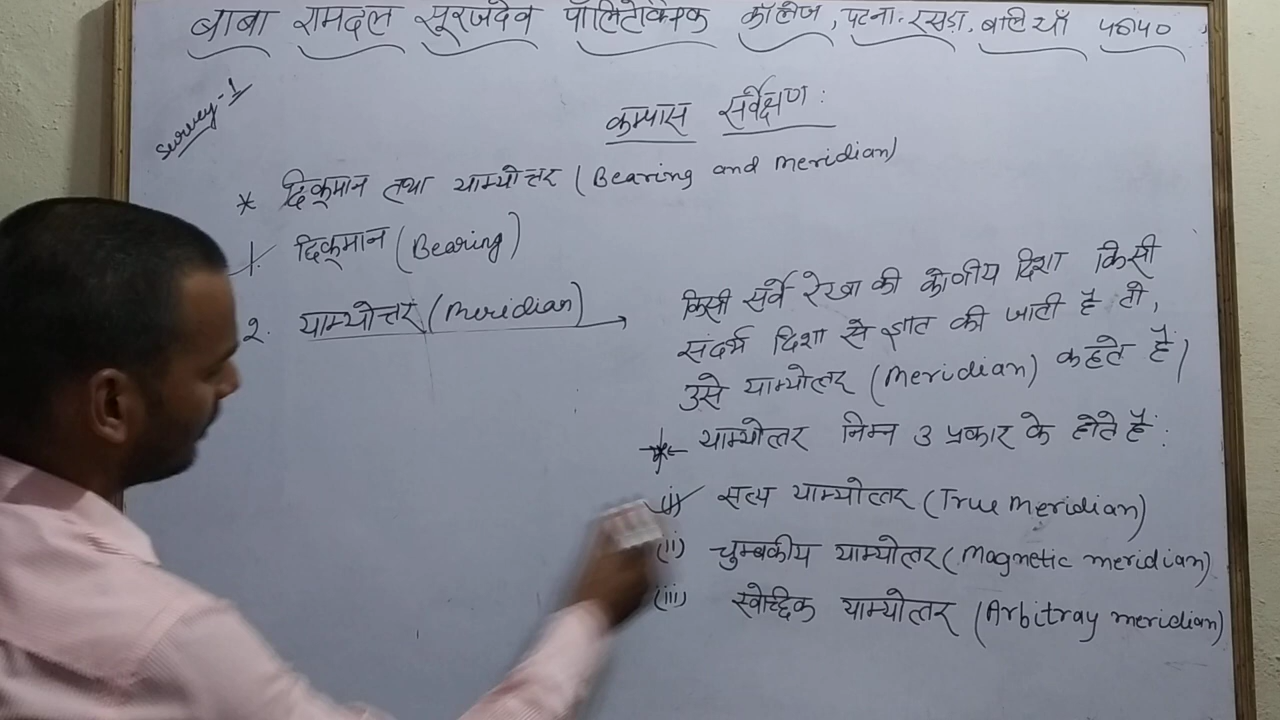 बाबा रामदल सूरजदेव पॉलिटेक्निक कॉलेज, पटना. रसड़ा, बलियाँ
Survey-1
कम्पास सर्वेक्षण:
* दिक्मान तथा याम्योत्तर (Bearing and Meridian)
1. दिक्मान (Bearing)
२. याम्योत्तर (Meridian)
किसी सर्वे रेखा की कोणीय दिशा किसी
संदर्भ दिशा से ज्ञात की जाती है तो,
उसे याम्योत्तर (Meridian) कहते हैं।
* याम्योत्तर निम्न 3 प्रकार के होते हैं:
(i) सत्य याम्योत्तर (True Meridian)
(ii) चुम्बकीय याम्योत्तर (Magnetic meridian)
(iii) स्वेच्छिक याम्योत्तर (Arbitray meridian)